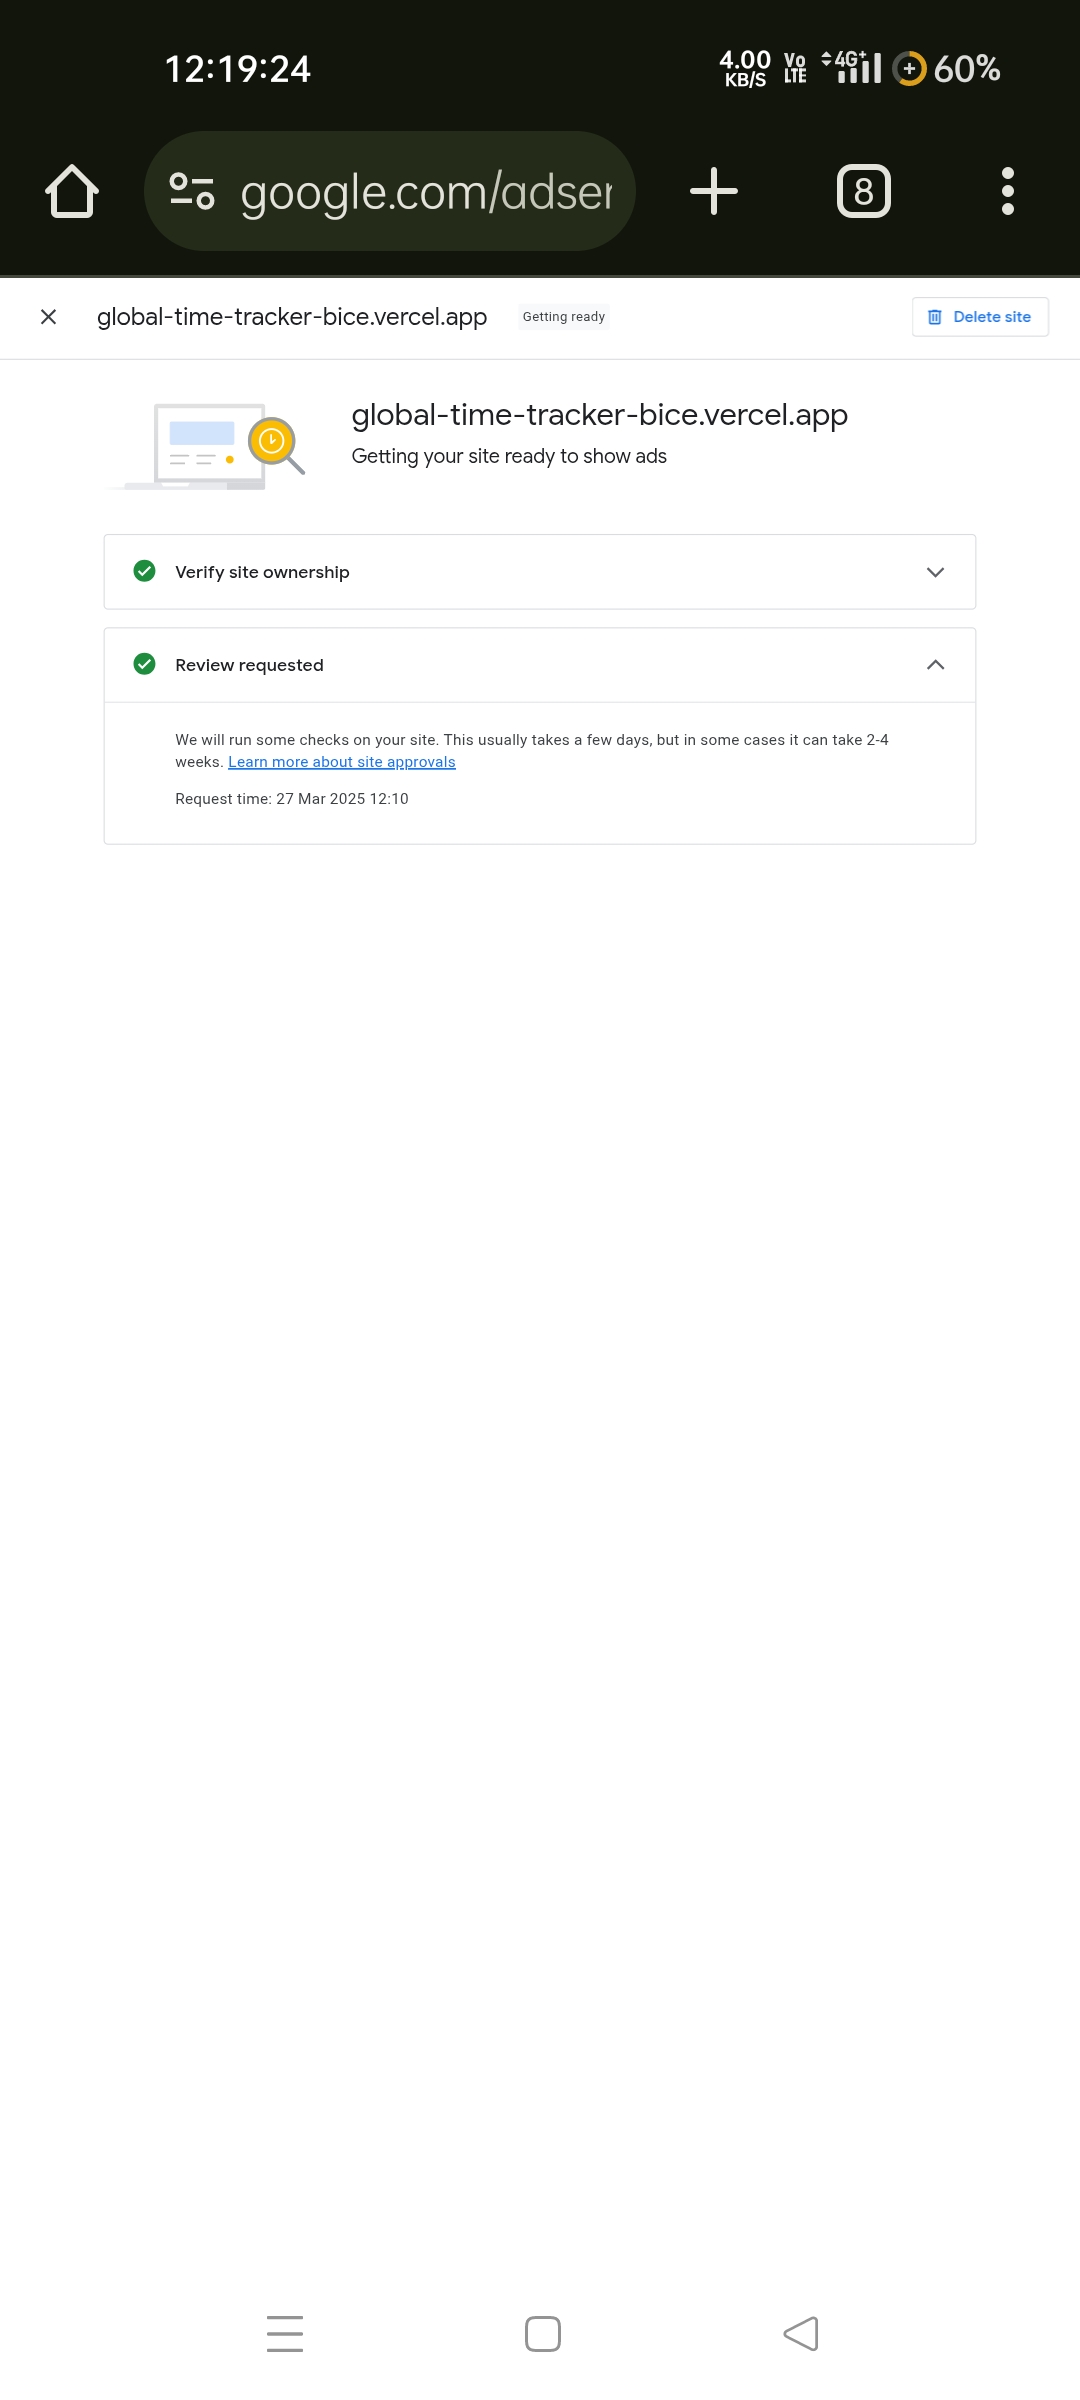 12:19:24
4.00 KB/S Vo LTE 4G+ 60%
google.com/adser
8
global-time-tracker-bice.vercel.app
Getting ready
Delete site
global-time-tracker-bice.vercel.app
Getting your site ready to show ads
Verify site ownership
Review requested
We will run some checks on your site. This usually takes a few days, but in some cases it can take 2-4
weeks. Learn more about site approvals
Request time: 27 Mar 2025 12:10